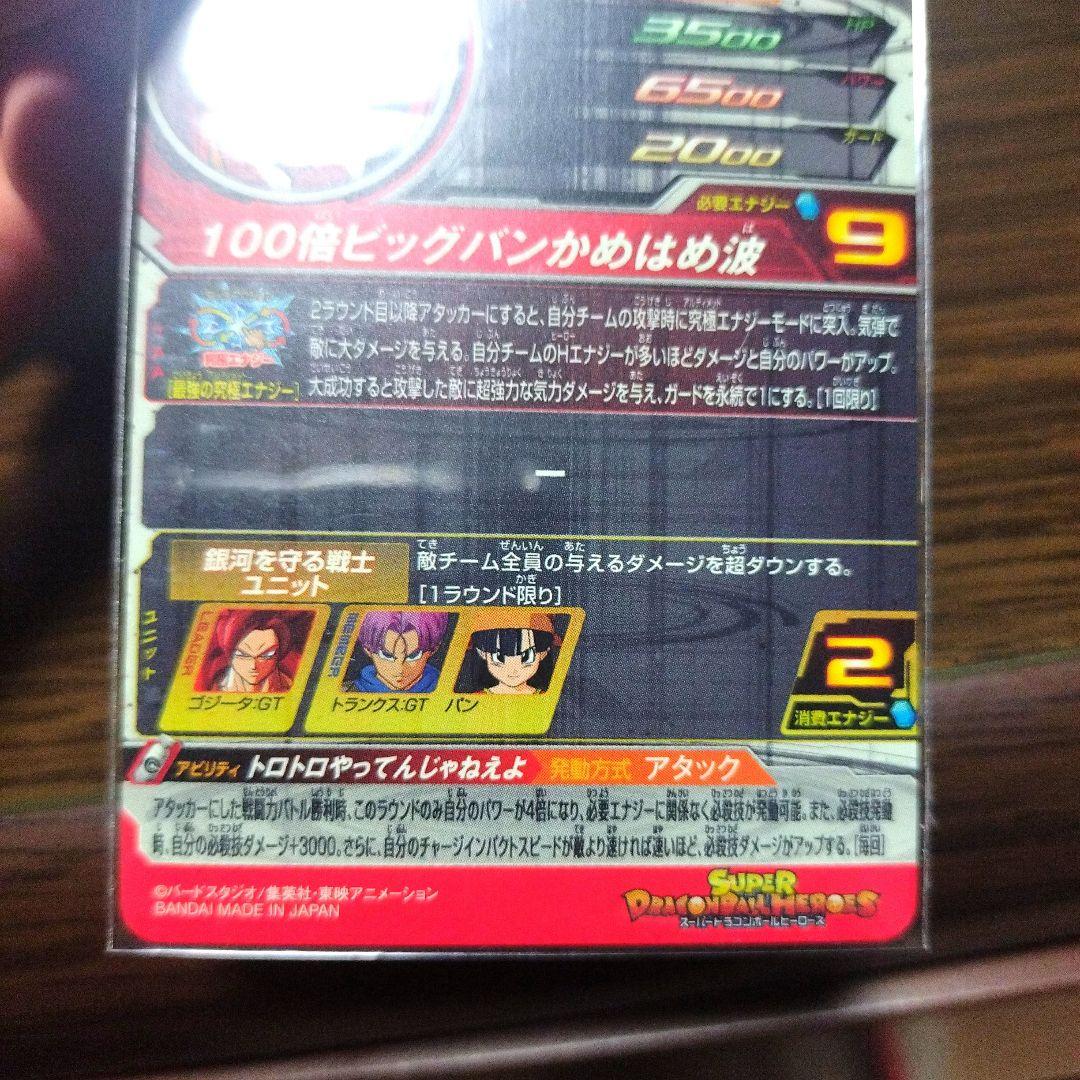 3500 HP
6500 パワー
2000 ガード
必要エナジー 9
100倍ビッグバンかめはめ波
2ラウンド目以降アタッカーにすると、自分チームの攻撃時に究極エナジーモードに突入。気弾で
敵に大ダメージを与える。自分チームのHエナジーが多いほどダメージと自分のパワーがアップ。
[最強の究極エナジー] 大成功すると攻撃した敵に超強力な気力ダメージを与え、ガードを永続で1にする。[1回限り]
ー
銀河を守る戦士
ユニット
敵チーム全員の与えるダメージを超ダウンする。
[1ラウンド限り]
ユニット
LEADER
MEMBER
ゴジータ:GT
トランクス:GT
パン
2
消費エナジー
アビリティ トロトロやってんじゃねえよ 発動方式 アタック
アタッカーにした戦闘力バトル勝利時、このラウンドのみ自分のパワーが4倍になり、必要エナジーに関係なく必殺技が発動可能。また、必殺技発動
時、自分の必殺技ダメージ+3000。さらに、自分のチャージインパクトスピードが敵より速ければ速いほど、必殺技ダメージがアップする。[毎回]
©バードスタジオ/集英社・東映アニメーション
BANDAI MADE IN JAPAN
SUPER
DRAGONBALL HEROES
スーパードラゴンボールヒーローズ